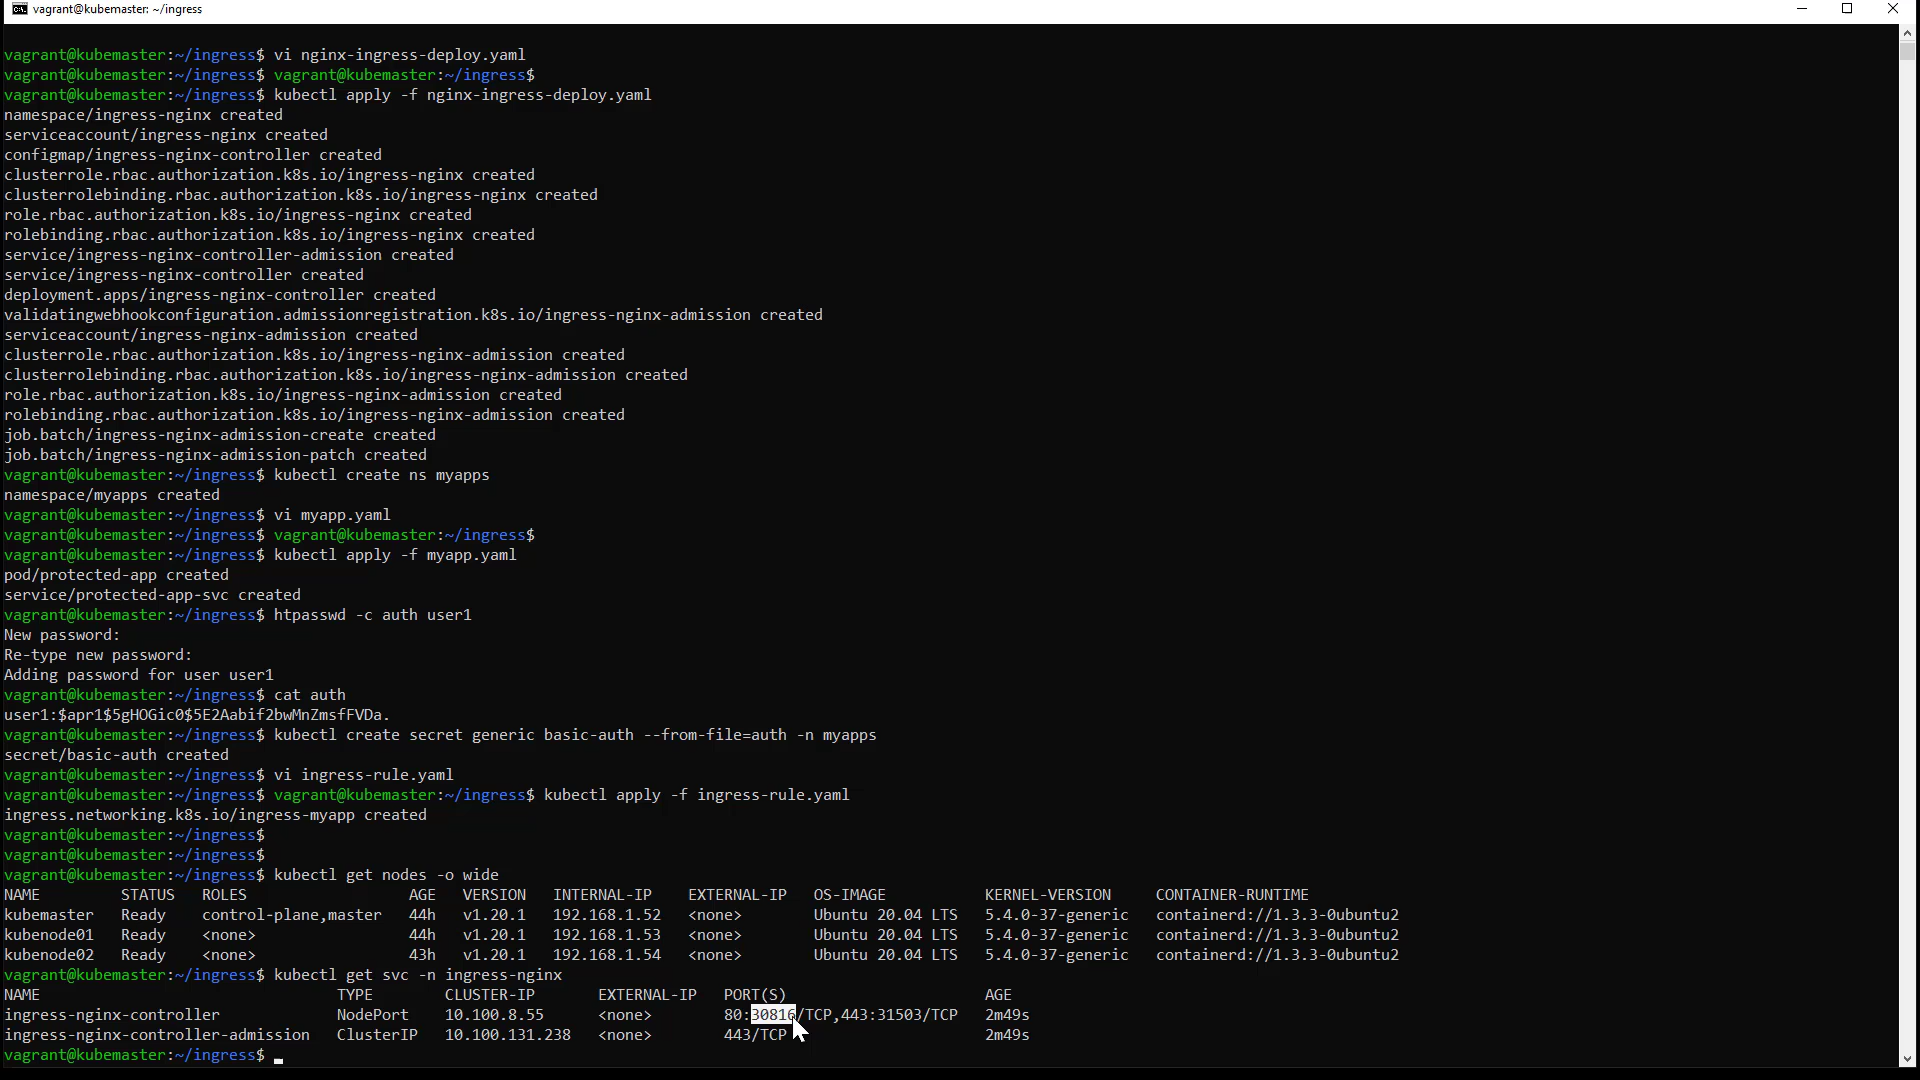 vagrant@kubemaster: ~/ingress
vagrant@kubemaster:~/ingress$ vi nginx-ingress-deploy.yaml
vagrant@kubemaster:~/ingress$ vagrant@kubemaster:~/ingress$
vagrant@kubemaster:~/ingress$ kubectl apply -f nginx-ingress-deploy.yaml
namespace/ingress-nginx created
serviceaccount/ingress-nginx created
configmap/ingress-nginx-controller created
clusterrole.rbac.authorization.k8s.io/ingress-nginx created
clusterrolebinding.rbac.authorization.k8s.io/ingress-nginx created
role.rbac.authorization.k8s.io/ingress-nginx created
rolebinding.rbac.authorization.k8s.io/ingress-nginx created
service/ingress-nginx-controller-admission created
service/ingress-nginx-controller created
deployment.apps/ingress-nginx-controller created
validatingwebhookconfiguration.admissionregistration.k8s.io/ingress-nginx-admission created
serviceaccount/ingress-nginx-admission created
clusterrole.rbac.authorization.k8s.io/ingress-nginx-admission created
clusterrolebinding.rbac.authorization.k8s.io/ingress-nginx-admission created
role.rbac.authorization.k8s.io/ingress-nginx-admission created
rolebinding.rbac.authorization.k8s.io/ingress-nginx-admission created
job.batch/ingress-nginx-admission-create created
job.batch/ingress-nginx-admission-patch created
vagrant@kubemaster:~/ingress$ kubectl create ns myapps
namespace/myapps created
vagrant@kubemaster:~/ingress$ vi myapp.yaml
vagrant@kubemaster:~/ingress$ vagrant@kubemaster:~/ingress$
vagrant@kubemaster:~/ingress$ kubectl apply -f myapp.yaml
pod/protected-app created
service/protected-app-svc created
vagrant@kubemaster:~/ingress$ htpasswd -c auth user1
New password:
Re-type new password:
Adding password for user user1
vagrant@kubemaster:~/ingress$ cat auth
user1:$apr1$5gHOGic0$5E2Aabif2bwMnZmsfFVDa.
vagrant@kubemaster:~/ingress$ kubectl create secret generic basic-auth --from-file=auth -n myapps
secret/basic-auth created
vagrant@kubemaster:~/ingress$ vi ingress-rule.yaml
vagrant@kubemaster:~/ingress$ vagrant@kubemaster:~/ingress$ kubectl apply -f ingress-rule.yaml
ingress.networking.k8s.io/ingress-myapp created
vagrant@kubemaster:~/ingress$
vagrant@kubemaster:~/ingress$
vagrant@kubemaster:~/ingress$ kubectl get nodes -o wide
NAME STATUS ROLES AGE VERSION INTERNAL-IP EXTERNAL-IP OS-IMAGE KERNEL-VERSION CONTAINER-RUNTIME
kubemaster Ready control-plane,master 44h v1.20.1 192.168.1.52 <none> Ubuntu 20.04 LTS 5.4.0-37-generic containerd://1.3.3-0ubuntu2
kubenode01 Ready <none> 44h v1.20.1 192.168.1.53 <none> Ubuntu 20.04 LTS 5.4.0-37-generic containerd://1.3.3-0ubuntu2
kubenode02 Ready <none> 43h v1.20.1 192.168.1.54 <none> Ubuntu 20.04 LTS 5.4.0-37-generic containerd://1.3.3-0ubuntu2
vagrant@kubemaster:~/ingress$ kubectl get svc -n ingress-nginx
NAME TYPE CLUSTER-IP EXTERNAL-IP PORT(S) AGE
ingress-nginx-controller NodePort 10.100.8.55 <none> 80:30816/TCP,443:31503/TCP 2m49s
ingress-nginx-controller-admission ClusterIP 10.100.131.238 <none> 443/TCP 2m49s
vagrant@kubemaster:~/ingress$